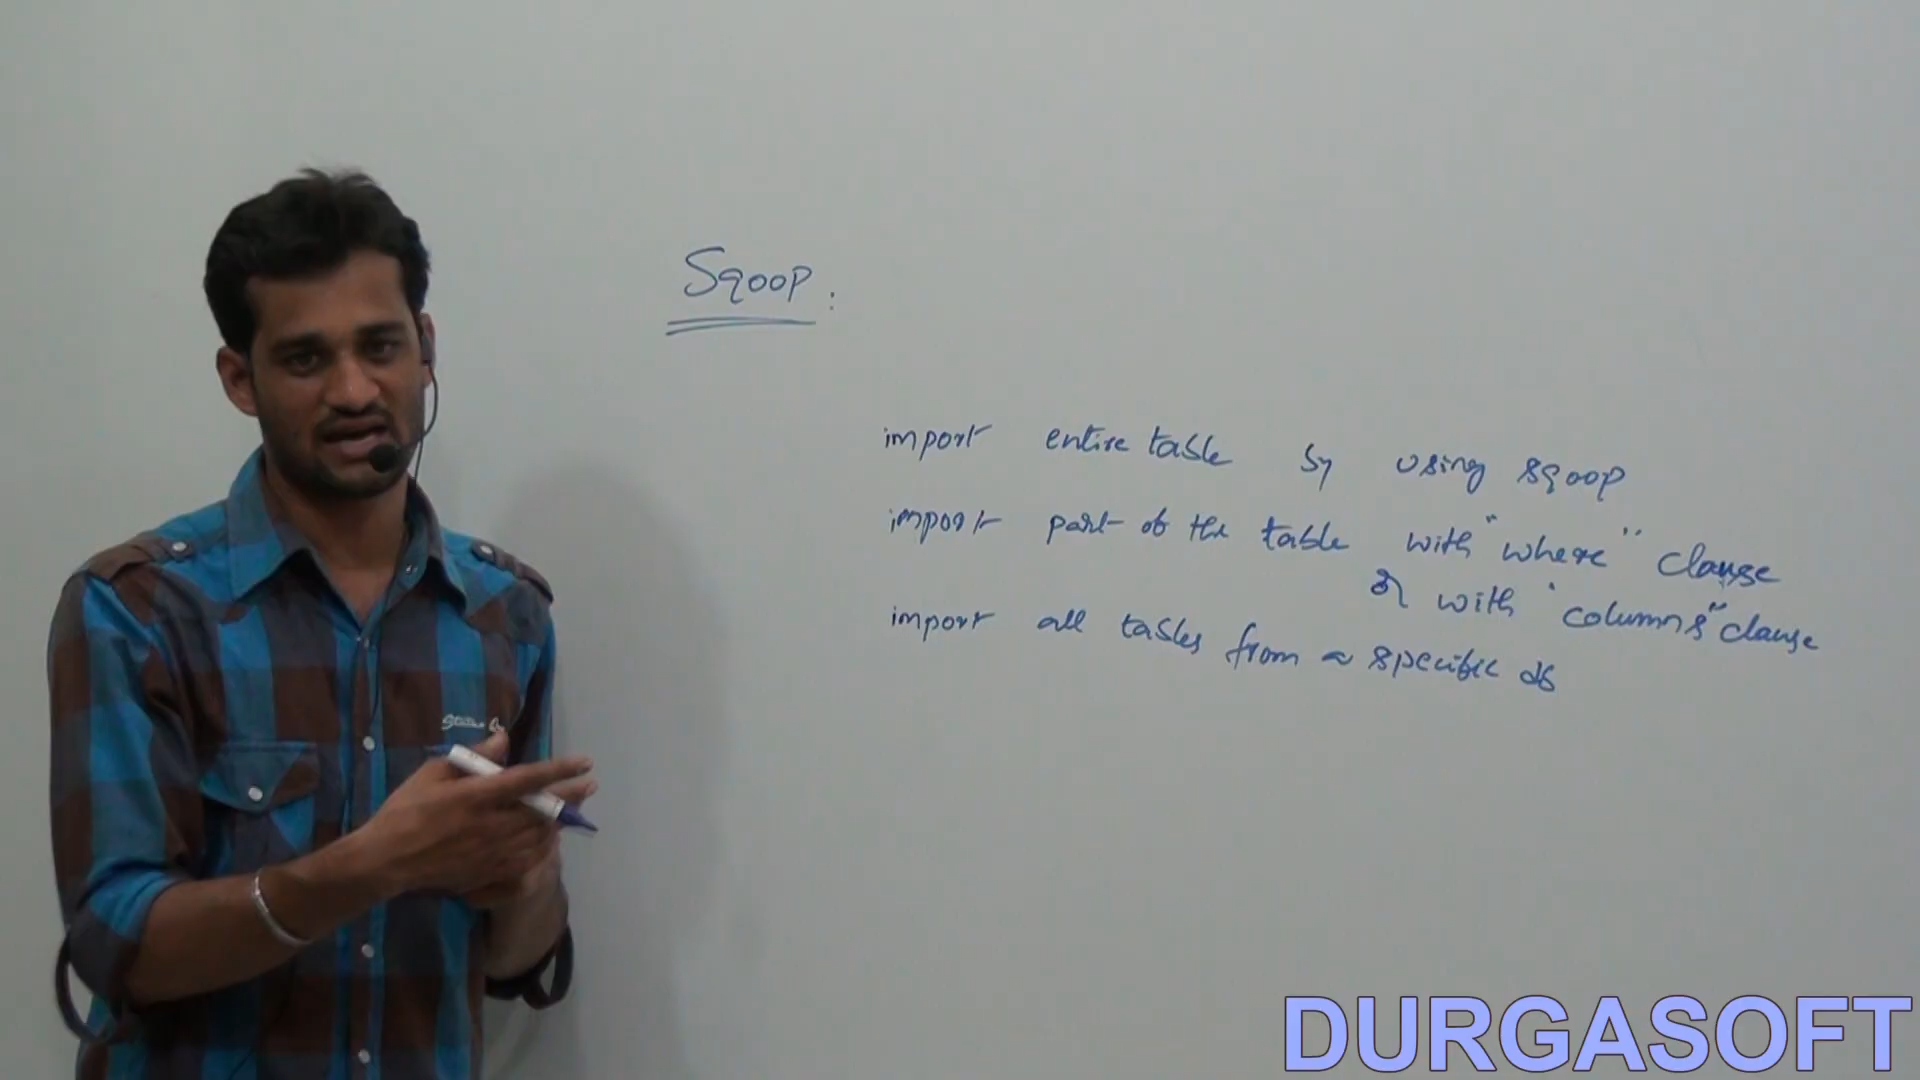 Sqoop :
import entire table by using sqoop
import part of the table with "where" clause
or with "columns" clause
import all tables from a specific db
DURGASOFT